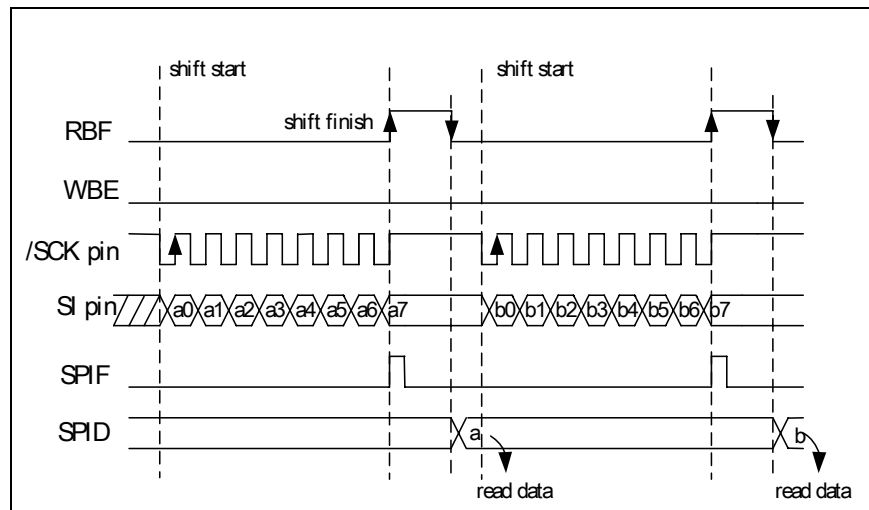 shift start shift start
RBF shift finish
WBE
/SCK pin
SI pin a0 a1 a2 a3 a4 a5 a6 a7 b0 b1 b2 b3 b4 b5 b6 b7
SPIF
SPID a b
read data read data